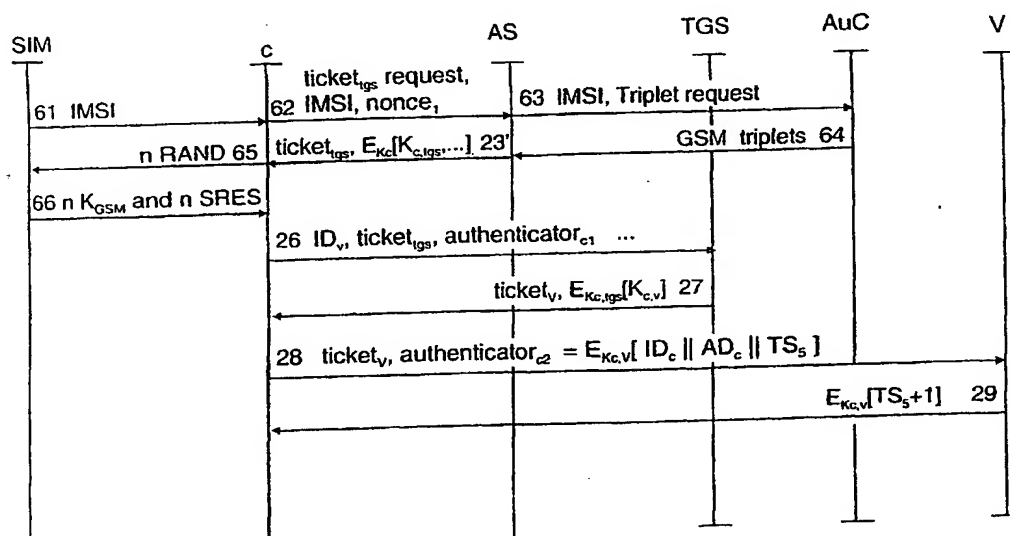 SIM c AS TGS AuC V
ticket_tgs request,
61 IMSI
62 IMSI, nonce_1
63 IMSI, Triplet request
n RAND 65
ticket_tgs, E_Kc[K_c,tgs,...] 23'
GSM triplets 64
66 n K_GSM and n SRES
26 ID_v, ticket_tgs, authenticator_c1 ...
ticket_v, E_Kc,tgs[K_c,v] 27
28 ticket_v, authenticator_c2 = E_Kc,v[ ID_c || AD_c || TS_5 ]
E_Kc,v[TS_5+1] 29